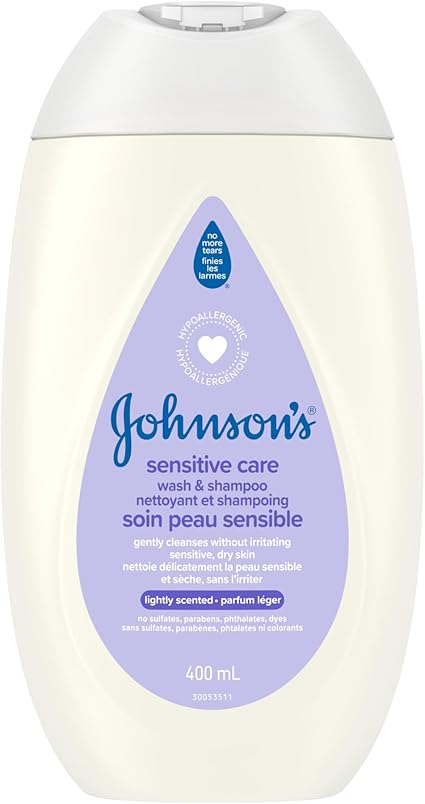 no
more
tears
finies
les
larmes®
HYPOALLERGENIC
HYPOALLERGÉNIQUE
Johnson's®
sensitive care
wash & shampoo
nettoyant et shampoing
soin peau sensible
gently cleanses without irritating
sensitive, dry skin
nettoie délicatement la peau sensible
et sèche, sans l'irriter
lightly scented • parfum léger
no sulfates, parabens, phthalates, dyes
sans sulfates, parabènes, phtalates ni colorants
400 mL
30053511